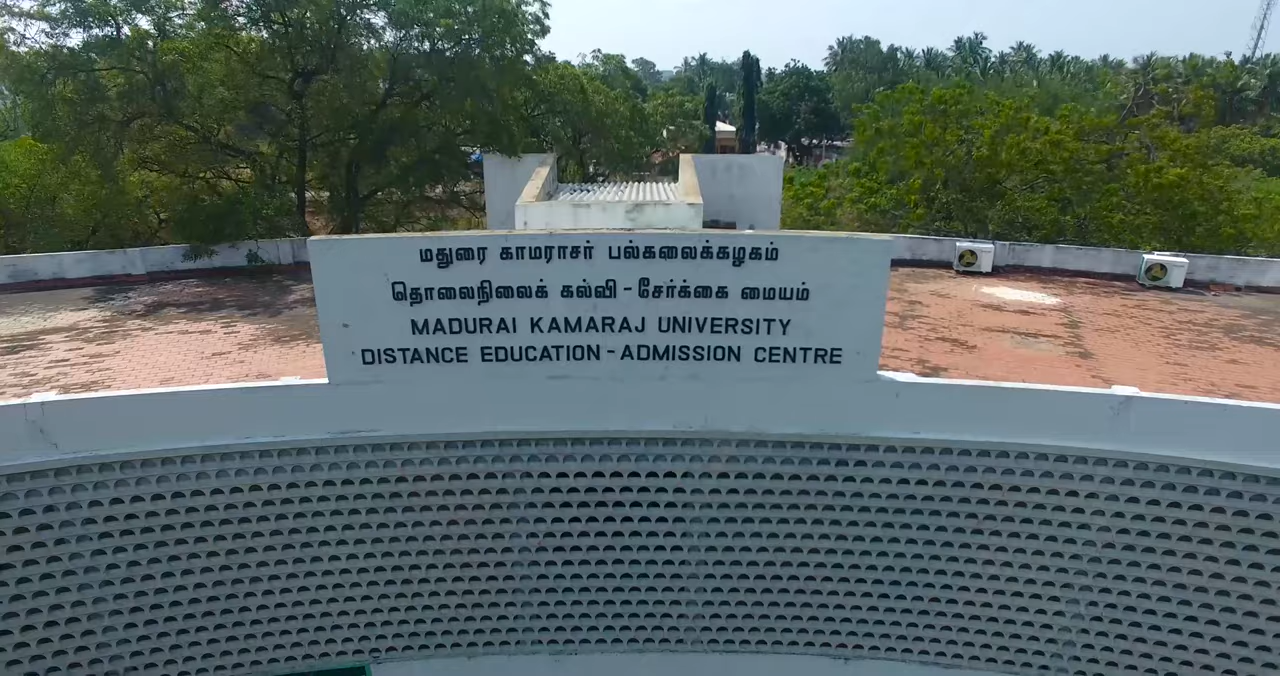 மதுரை காமராசர் பல்கலைக்கழகம்
தொலைநிலைக் கல்வி - சேர்க்கை மையம்
MADURAI KAMARAJ UNIVERSITY
DISTANCE EDUCATION - ADMISSION CENTRE